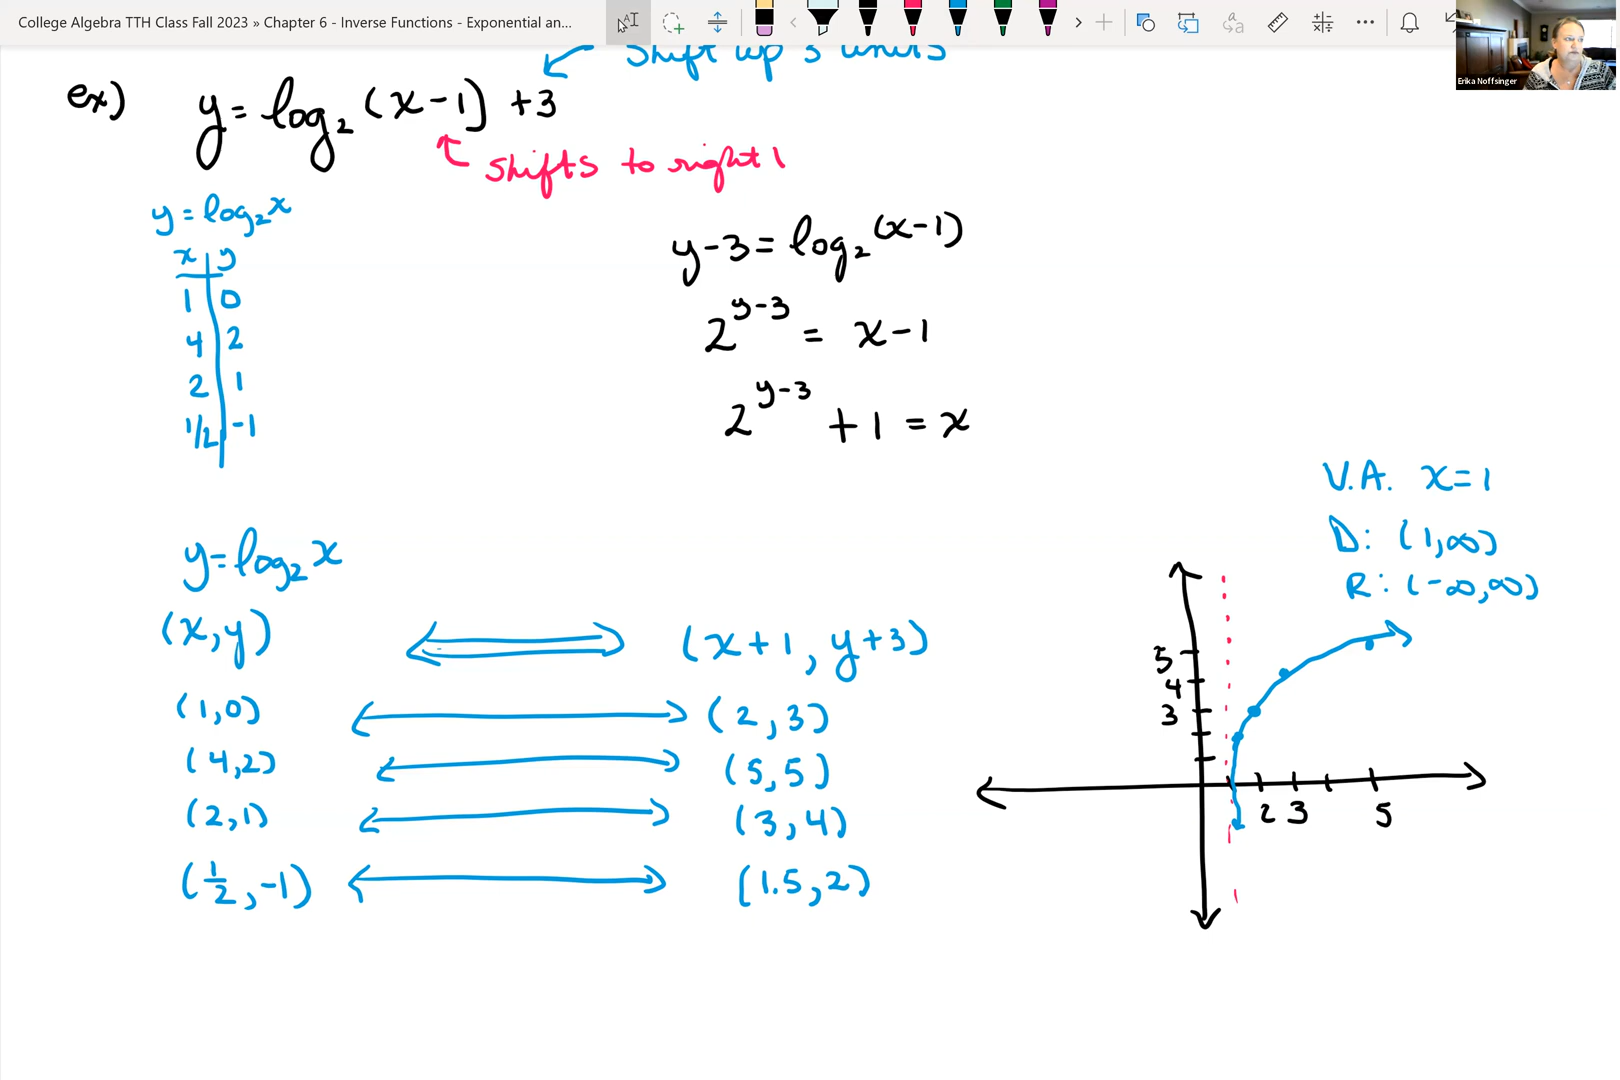 College Algebra TTH Class Fall 2023 » Chapter 6 - Inverse Functions - Exponential an...
Erika Noffsinger
shift up 3 units
ex) y = log₂ (x-1) +3
shifts to right 1
y = log₂x
x | y
1 | 0
4 | 2
2 | 1
1/2 | -1
y-3 = log₂ (x-1)
2^(y-3) = x-1
2^(y-3) + 1 = x
y = log₂ x
(x,y) (x+1, y+3)
(1,0) (2,3)
(4,2) (5,5)
(2,1) (3,4)
(1/2, -1) (1.5,2)
V.A. x=1
D: (1,∞)
R: (-∞,∞)
5
4
3
2 3 5